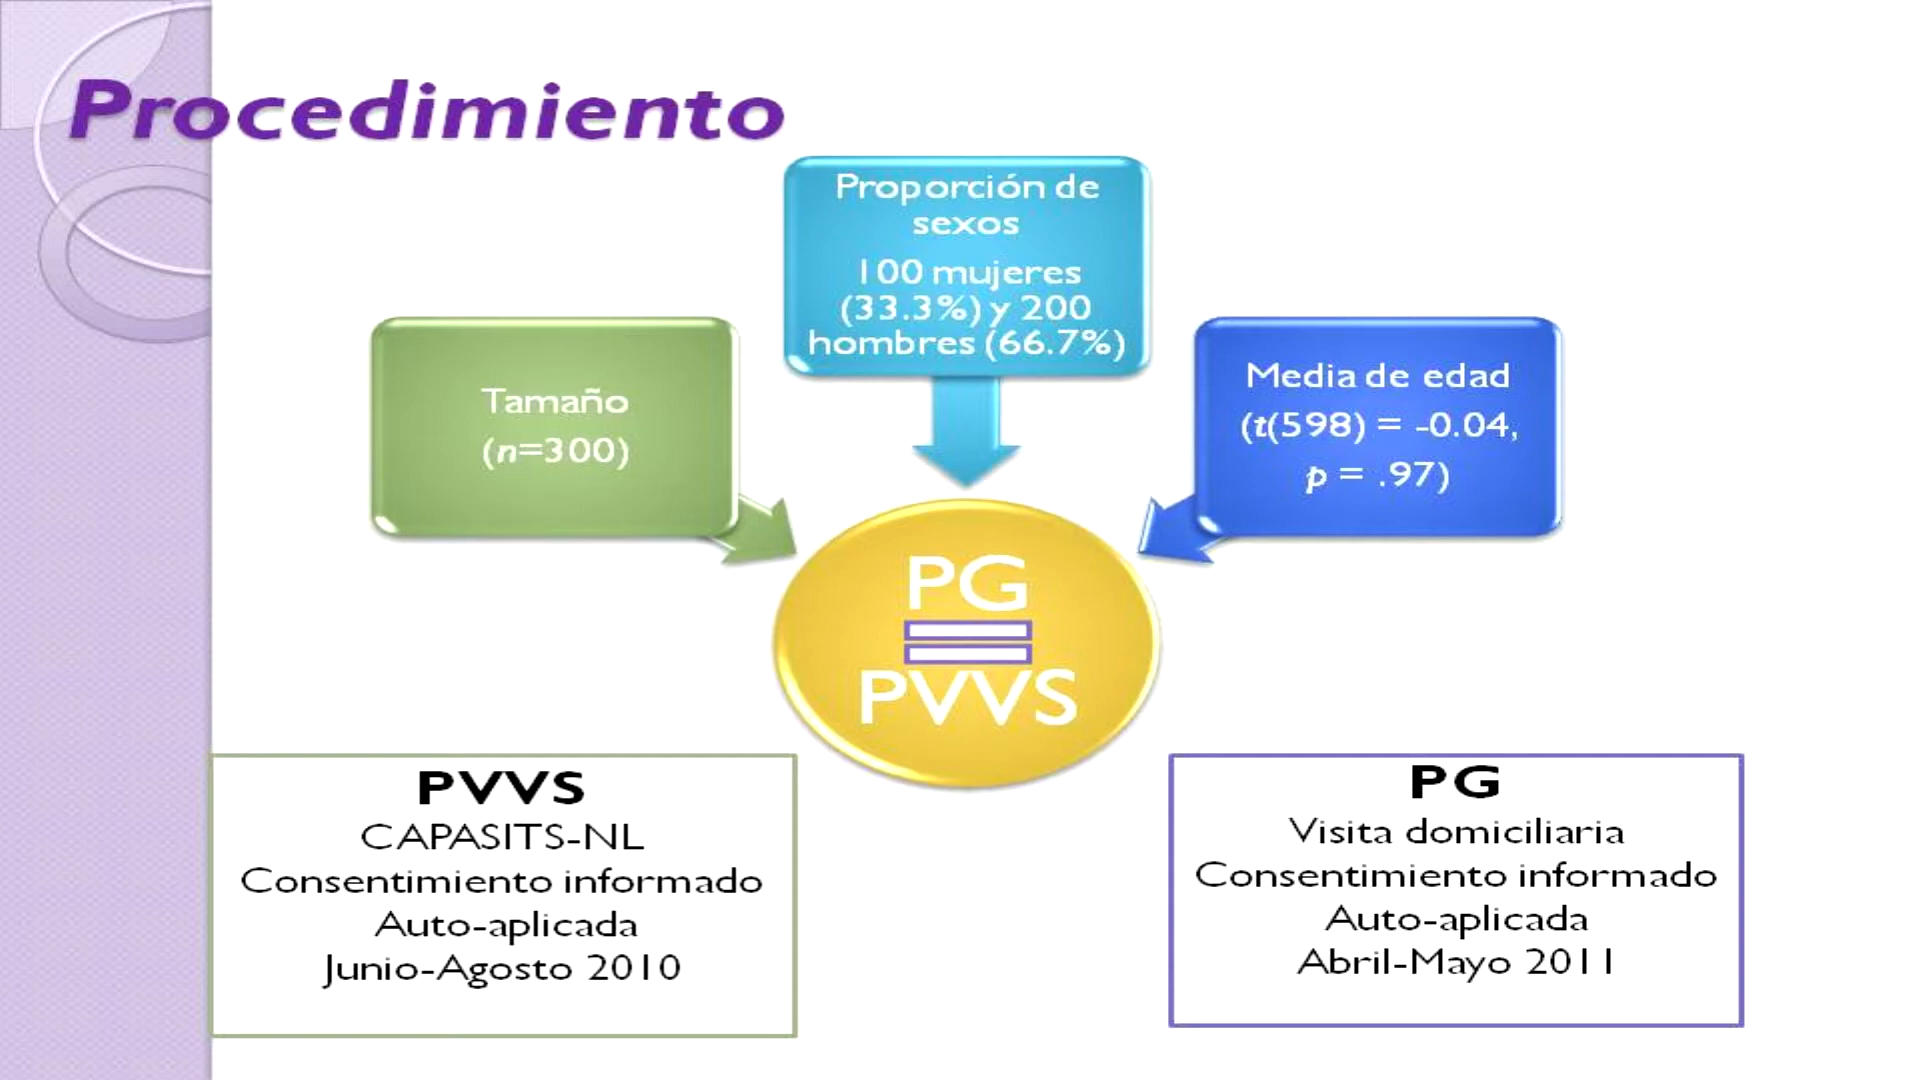 Procedimiento
Proporción de
sexos
100 mujeres
(33.3%) y 200
hombres (66.7%)
Tamaño
(n=300)
Media de edad
(t(598) = -0.04,
p = .97)
PG
=
PVVS
PVVS
CAPASITS-NL
Consentimiento informado
Auto-aplicada
Junio-Agosto 2010
PG
Visita domiciliaria
Consentimiento informado
Auto-aplicada
Abril-Mayo 2011